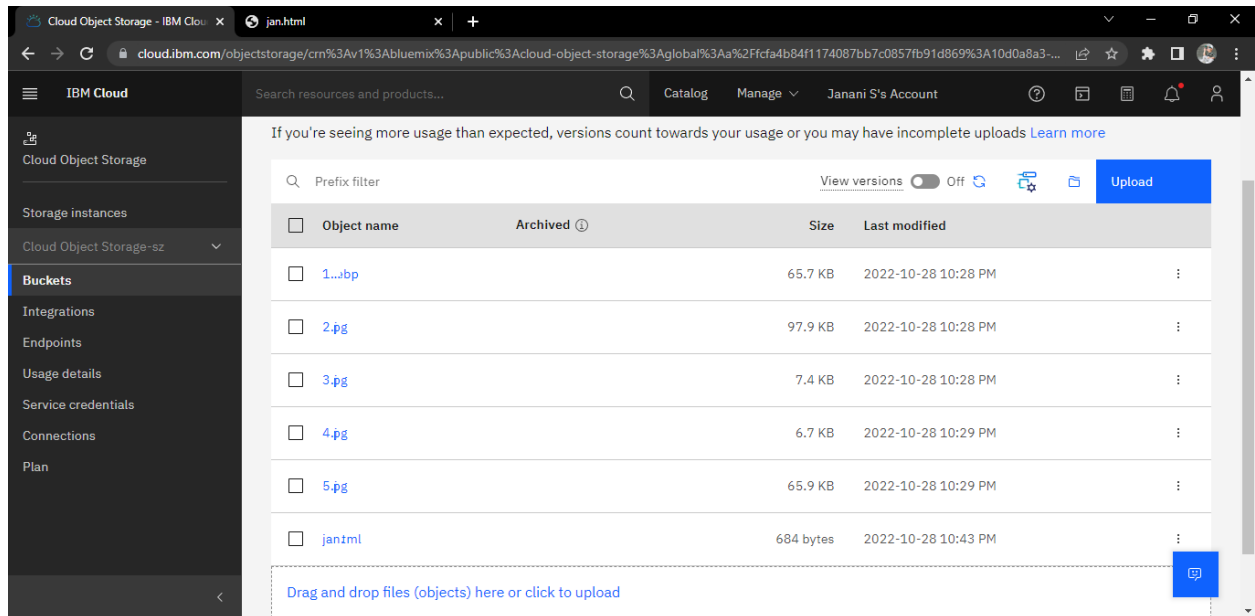 Cloud Object Storage - IBM Clou
jan.html
cloud.ibm.com/objectstorage/crn%3Av1%3Abluemix%3Apublic%3Acloud-object-storage%3Aglobal%3Aa%2Ffcfa4b84f1174087bb7c0857fb91d869%3A10d0a8a3-...
IBM Cloud
Search resources and products...
Catalog
Manage
Janani S's Account
Cloud Object Storage
Storage instances
Cloud Object Storage-sz
Buckets
Integrations
Endpoints
Usage details
Service credentials
Connections
Plan
If you're seeing more usage than expected, versions count towards your usage or you may have incomplete uploads Learn more
Prefix filter
View versions Off
Upload
Object name Archived Size Last modified
65.7 KB 2022-10-28 10:28 PM
97.9 KB 2022-10-28 10:28 PM
7.4 KB 2022-10-28 10:28 PM
6.7 KB 2022-10-28 10:29 PM
65.9 KB 2022-10-28 10:29 PM
684 bytes 2022-10-28 10:43 PM
Drag and drop files (objects) here or click to upload